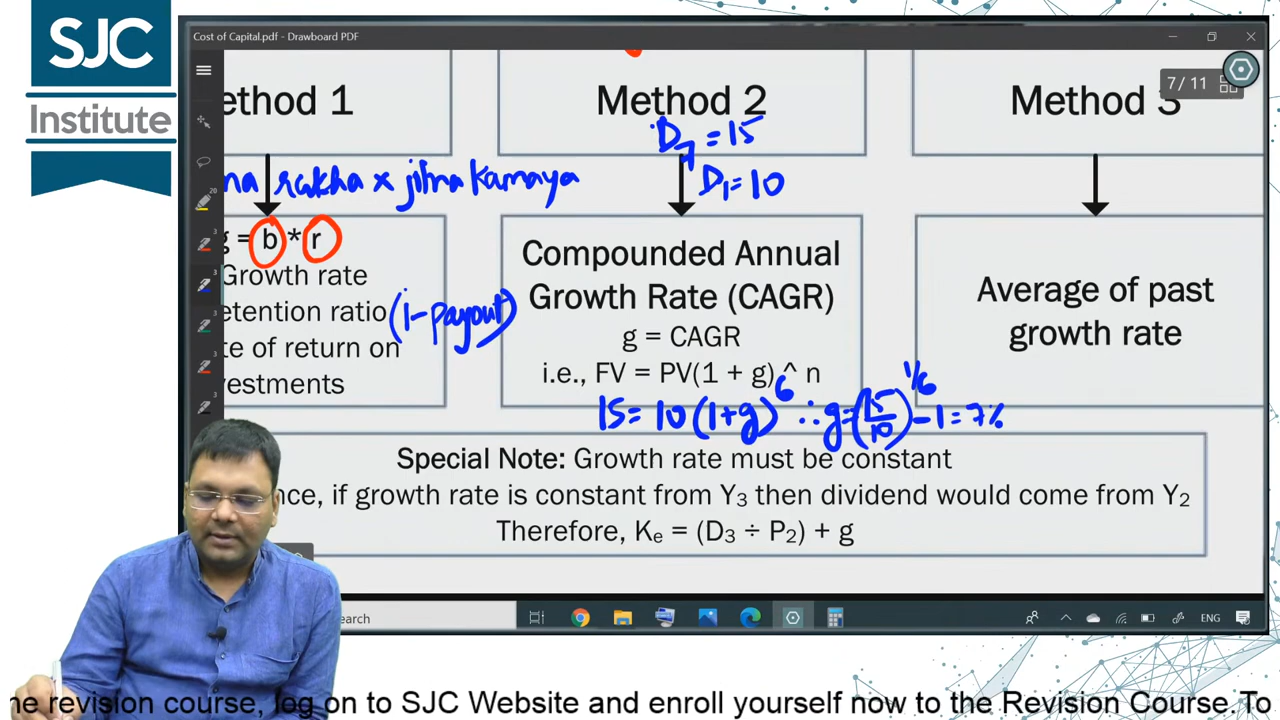 SJC
Institute
Cost of Capital.pdf - Drawboard PDF
7 / 11
ethod 1
Method 2
Method 3
D7 = 15
D1 = 10
rakha × jitna kamaya
g = b * r
Growth rate
etention ratio
(1 - payout)
te of return on
vestments
Compounded Annual
Growth Rate (CAGR)
g = CAGR
i.e., FV = PV(1 + g) ^ n
15 = 10 (1+g)^6 ∴ g = (15/10)^1/6 - 1 = 7%
Average of past
growth rate
Special Note: Growth rate must be constant
nce, if growth rate is constant from Y₃ then dividend would come from Y₂
Therefore, Kₑ = (D₃ ÷ P₂) + g
earch
ENG
ne revision course, log on to SJC Website and enroll yourself now to the Revision Course.To